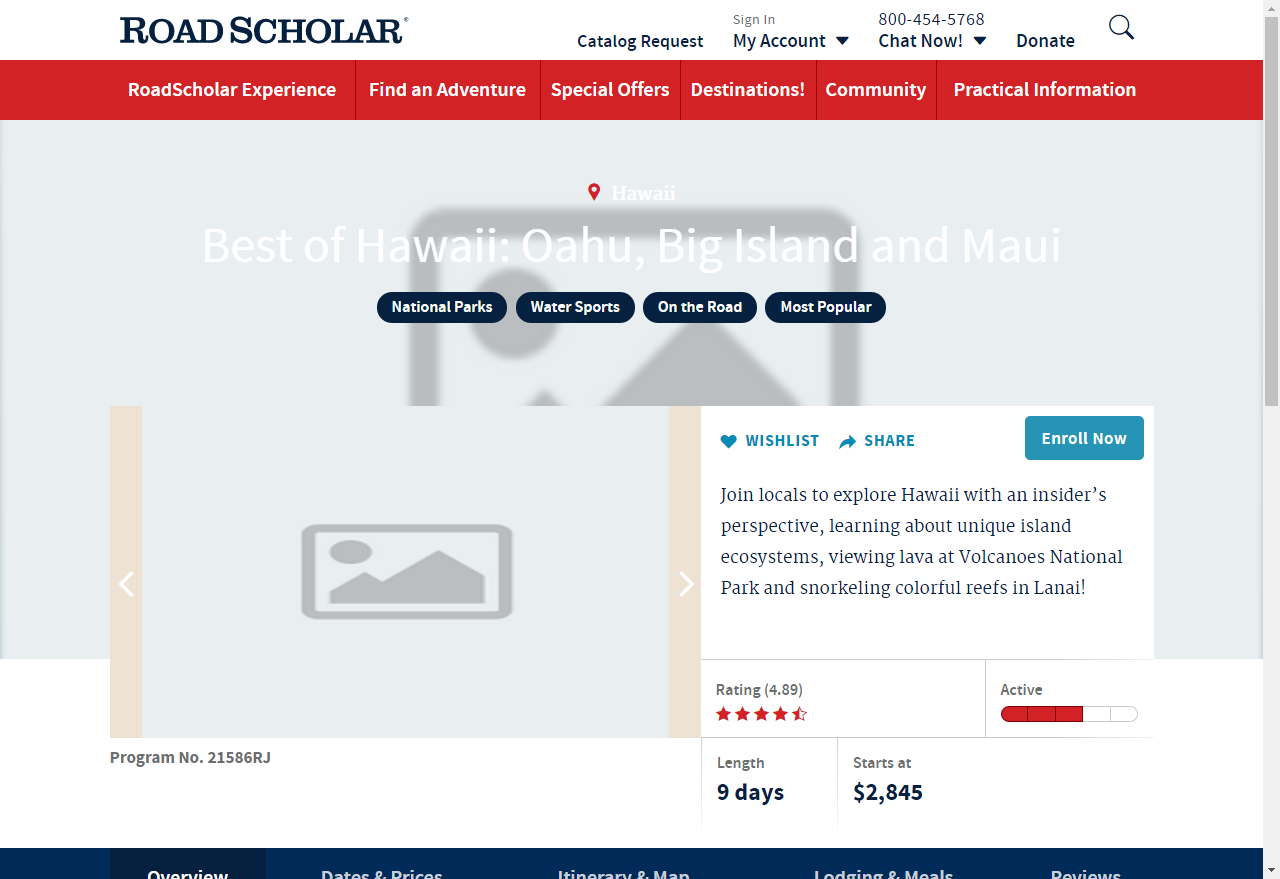 ROAD SCHOLAR®
Sign In
800-454-5768
Catalog Request
My Account
Chat Now!
Donate
RoadScholar Experience
Find an Adventure
Special Offers
Destinations!
Community
Practical Information
Hawaii
Best of Hawaii: Oahu, Big Island and Maui
National Parks
Water Sports
On the Road
Most Popular
WISHLIST
SHARE
Enroll Now
Join locals to explore Hawaii with an insider’s
perspective, learning about unique island
ecosystems, viewing lava at Volcanoes National
Park and snorkeling colorful reefs in Lanai!
Rating (4.89)
Active
Program No. 21586RJ
Length
9 days
Starts at
$2,845
Overview
Dates & Prices
Itinerary & Map
Lodging & Meals
Reviews